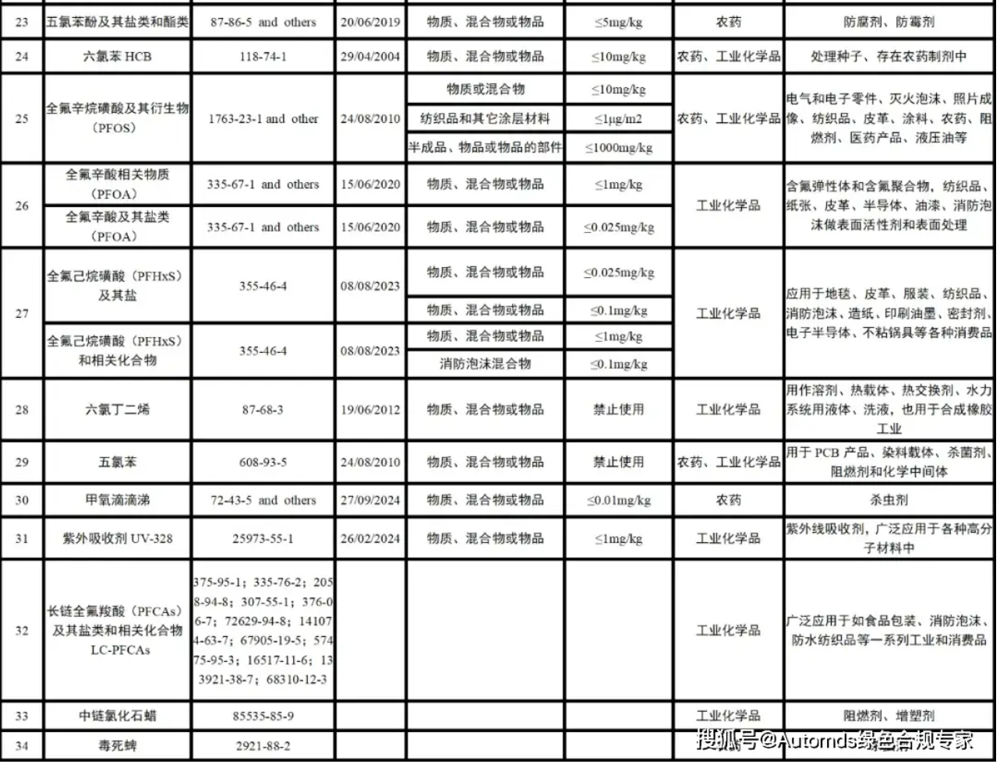 23
五氯苯酚及其盐类和酯类
87-86-5 and others
20/06/2019
物质、混合物或物品
≤5mg/kg
农药
防腐剂、防霉剂
24
六氯苯 HCB
118-74-1
29/04/2004
物质、混合物或物品
≤10mg/kg
农药、工业化学品
处理种子、存在农药制剂中
25
全氟辛烷磺酸及其衍生物
（PFOS）
1763-23-1 and other
24/08/2010
物质或混合物
≤10mg/kg
纺织品和其它涂层材料
≤1μg/m2
半成品、物品或物品的部件
≤1000mg/kg
农药、工业化学品
电气和电子零件、灭火泡沫、照片成
像、纺织品、皮革、涂料、农药、阻
燃剂、医药产品、液压油等
26
全氟辛酸相关物质
（PFOA）
335-67-1 and others
15/06/2020
物质、混合物或物品
≤1mg/kg
全氟辛酸及其盐类
（PFOA）
335-67-1 and others
15/06/2020
物质、混合物或物品
≤0.025mg/kg
工业化学品
含氟弹性体和含氟聚合物，纺织品、
纸张、皮革、半导体、油漆、消防泡
沫做表面活性剂和表面处理
27
全氟己烷磺酸（PFHxS）
及其盐
355-46-4
08/08/2023
物质、混合物或物品
≤0.025mg/kg
物质、混合物或物品
≤0.1mg/kg
全氟己烷磺酸（PFHxS）
和相关化合物
355-46-4
08/08/2023
物质、混合物或物品
≤1mg/kg
消防泡沫混合物
≤0.1mg/kg
工业化学品
应用于地毯、皮革、服装、纺织品、
消防泡沫、造纸、印刷油墨、密封剂、
电子半导体、不粘锅具等各种消费品
28
六氯丁二烯
87-68-3
19/06/2012
物质、混合物或物品
禁止使用
工业化学品
用作溶剂、热载体、热交换剂、水力
系统用液体、洗液，也用于合成橡胶
工业
29
五氯苯
608-93-5
24/08/2010
物质、混合物或物品
禁止使用
农药、工业化学品
用于 PCB 产品、染料载体、杀菌剂、
阻燃剂和化学中间体
30
甲氧滴滴涕
72-43-5 and others
27/09/2024
物质、混合物或物品
≤0.01mg/kg
农药
杀虫剂
31
紫外吸收剂 UV-328
25973-55-1
26/02/2024
物质、混合物或物品
≤1mg/kg
工业化学品
紫外线吸收剂，广泛应用于各种高分
子材料中
32
长链全氟羧酸（PFCAs）
及其盐类和相关化合物
LC-PFCAs
375-95-1；335-76-2；205
8-94-8；307-55-1；376-0
6-7；72629-94-8；14107
4-63-7；67905-19-5；574
75-95-3；16517-11-6；13
3921-38-7；68310-12-3
工业化学品
广泛应用于如食品包装、消防泡沫、
防水纺织品等一系列工业和消费品
33
中链氯化石蜡
85535-85-9
工业化学品
阻燃剂、增塑剂
34
毒死蜱
2921-88-2
搜狐号@Automds绿色合规专家